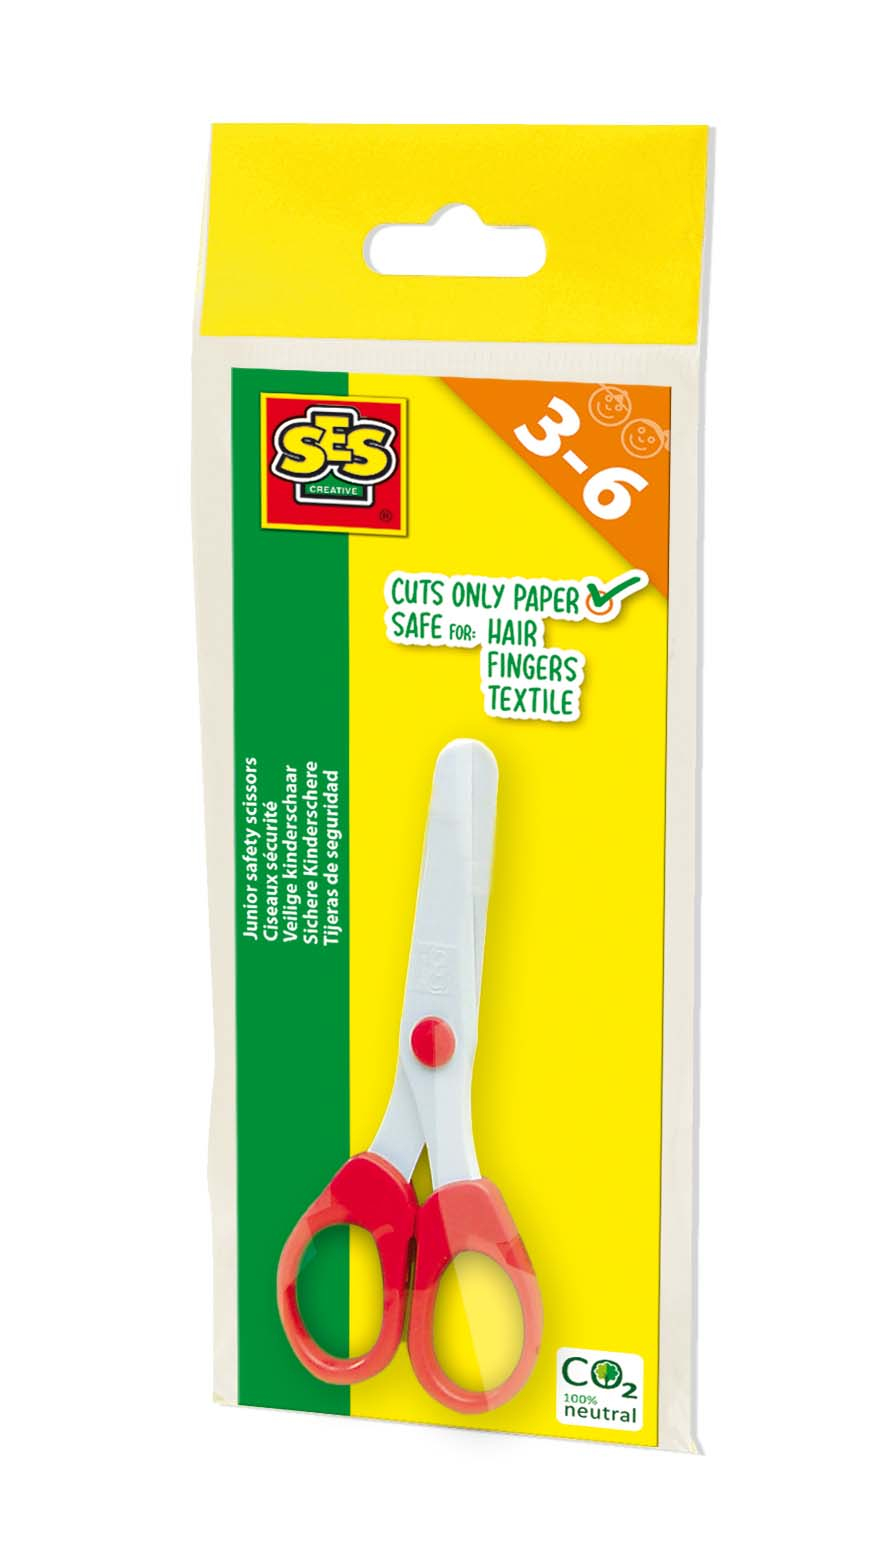 SES
CREATIVE
®
3-6
CUTS ONLY PAPER
SAFE FOR: HAIR
FINGERS
TEXTILE
Junior safety scissors
Ciseaux sécurité
Veilige kinderschaar
Sichere Kinderschere
Tijeras de seguridad
SES
CO2
100%
neutral